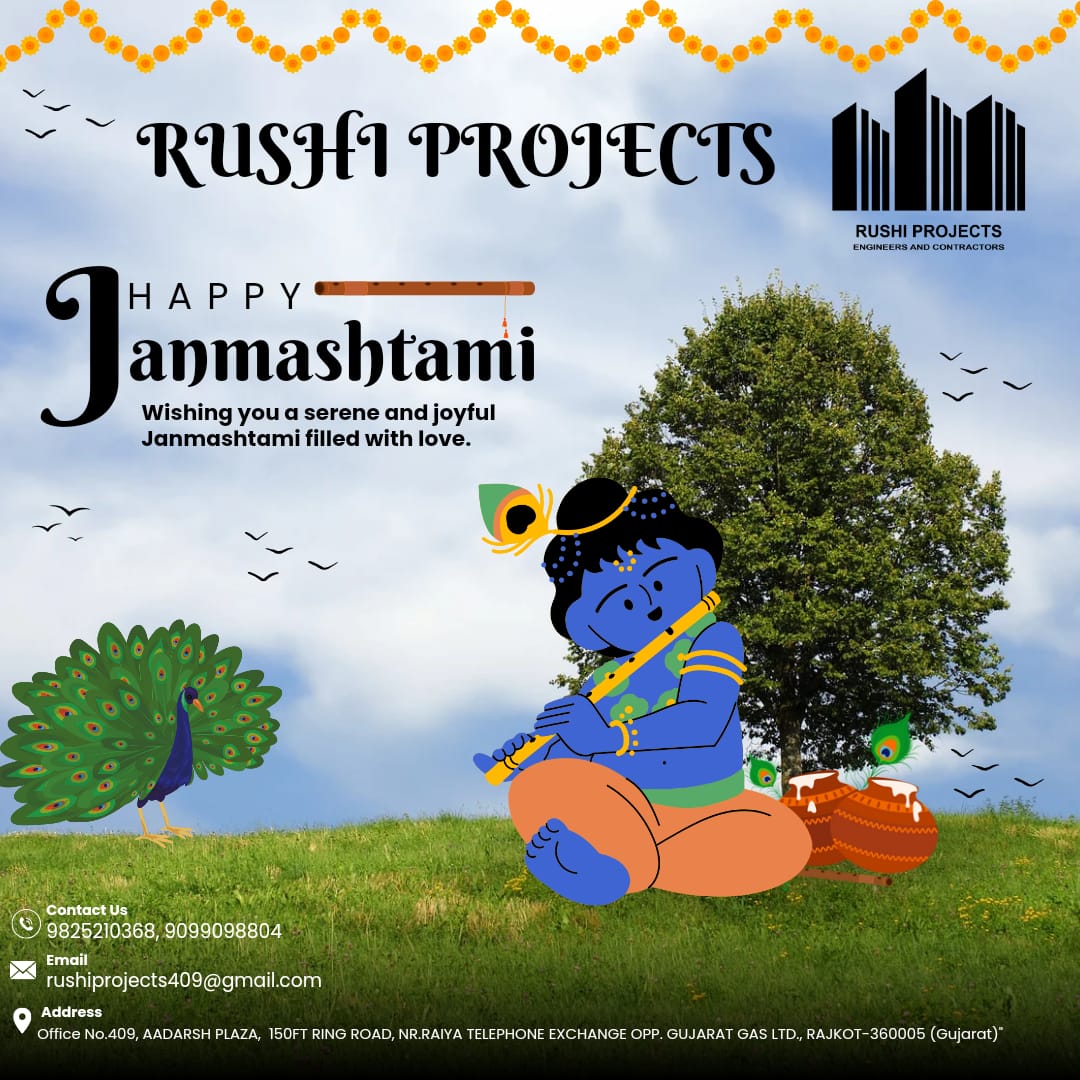 RUSHI PROJECTS
RUSHI PROJECTS
ENGINEERS AND CONTRACTORS
HAPPY
Janmashtami
Wishing you a serene and joyful
Janmashtami filled with love.
Contact Us
9825210368, 9099098804
Email
rushiprojects409@gmail.com
Address
Office No.409, AADARSH PLAZA, 150FT RING ROAD, NR.RAIYA TELEPHONE EXCHANGE OPP. GUJARAT GAS LTD., RAJKOT-360005 (Gujarat)"